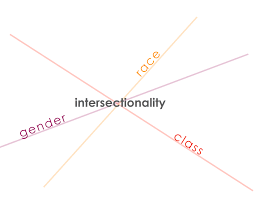 race
intersectionality
gender
class